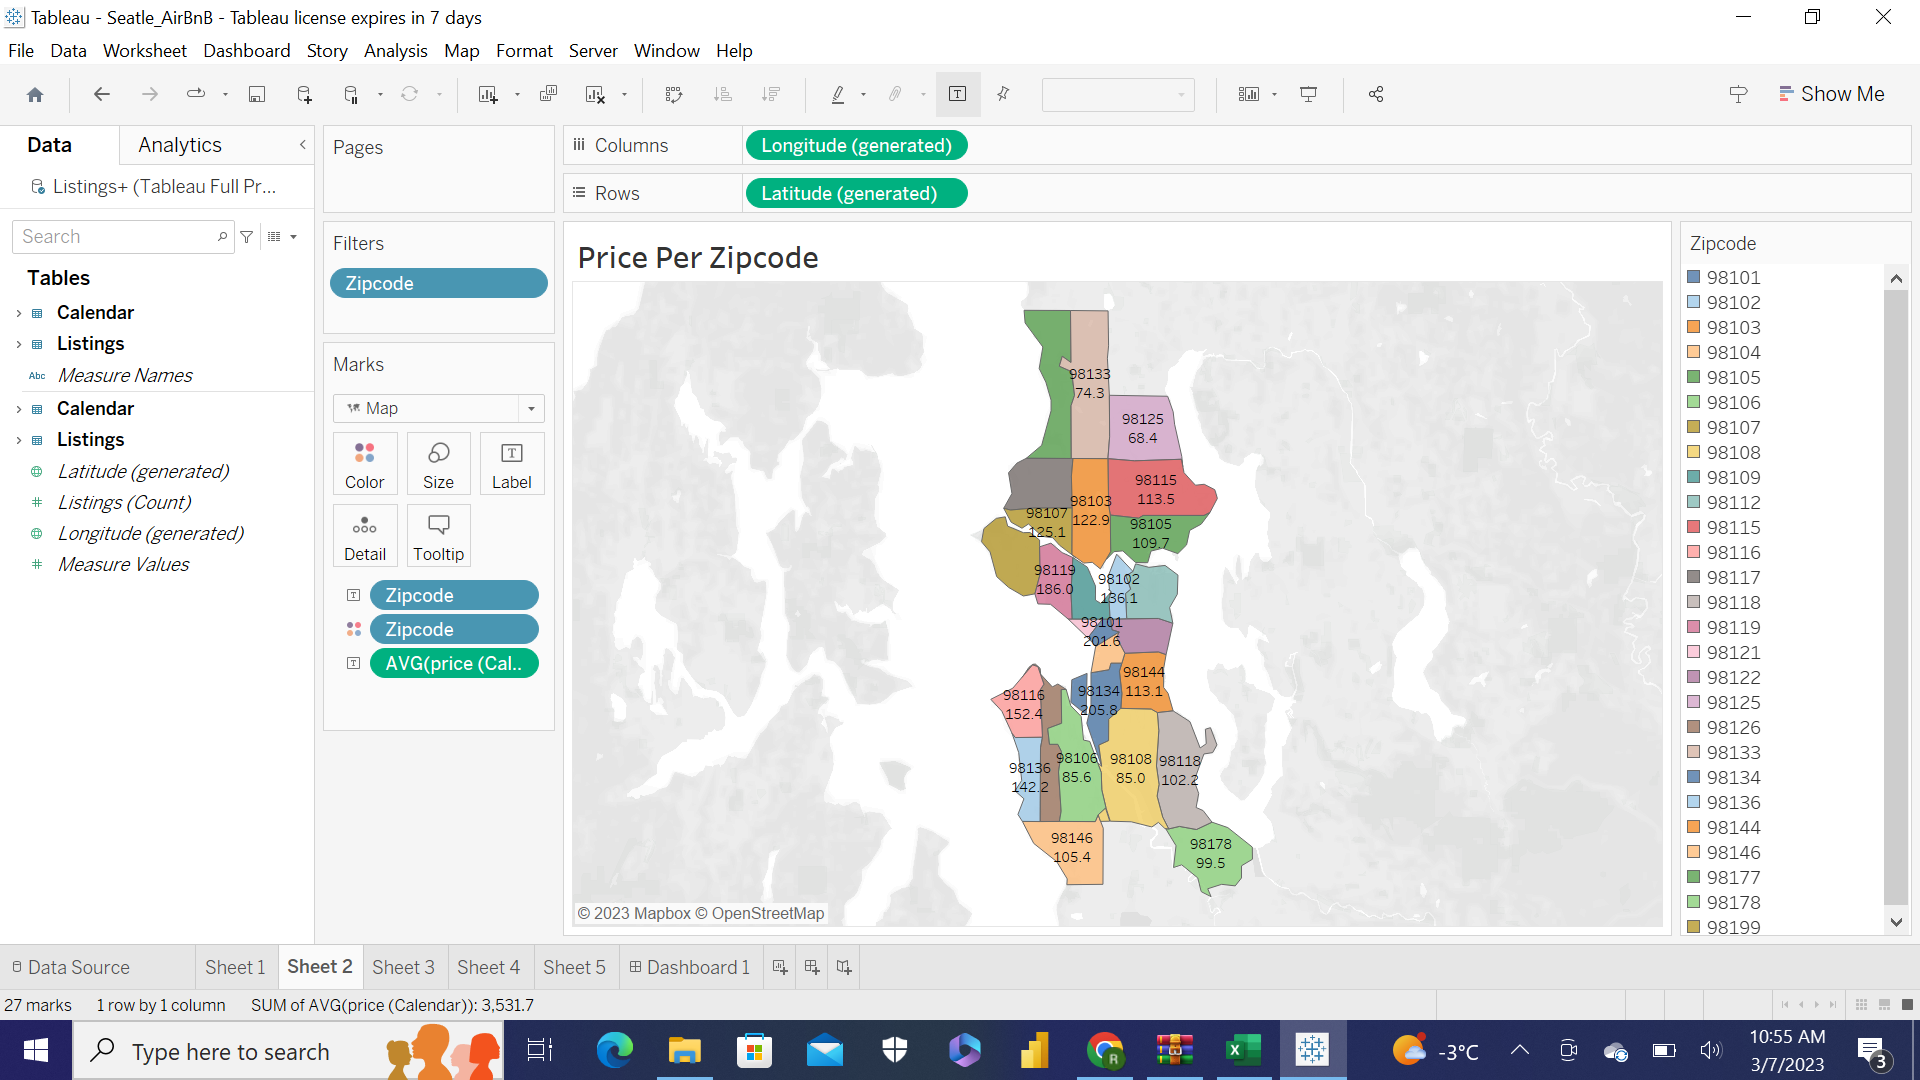 Tableau - Seatle_AirBnB - Tableau license expires in 7 days
File Data Worksheet Dashboard Story Analysis Map Format Server Window Help
Show Me
Data
Analytics
Listings+ (Tableau Full Pr...
Search
Tables
Calendar
Listings
Abc Measure Names
Calendar
Listings
Latitude (generated)
Listings (Count)
Longitude (generated)
Measure Values
Pages
Filters
Zipcode
Marks
Map
Color
Size
Label
Detail
Tooltip
Zipcode
Zipcode
AVG(price (Cal..
Columns
Longitude (generated)
Rows
Latitude (generated)
Price Per Zipcode
98133
74.3
98125
68.4
98115
113.5
98103
122.9
98107
125.1
98105
109.7
98119
186.0
98102
136.1
98101
201.6
98144
113.1
98134
205.8
98116
152.4
98106
85.6
98108
85.0
98118
102.2
98136
142.2
98146
105.4
98178
99.5
© 2023 Mapbox © OpenStreetMap
Zipcode
98101
98102
98103
98104
98105
98106
98107
98108
98109
98112
98115
98116
98117
98118
98119
98121
98122
98125
98126
98133
98134
98136
98144
98146
98177
98178
98199
Data Source
Sheet 1
Sheet 2
Sheet 3
Sheet 4
Sheet 5
Dashboard 1
27 marks 1 row by 1 column SUM of AVG(price (Calendar)): 3,531.7
Type here to search
-3°C
10:55 AM
3/7/2023
3